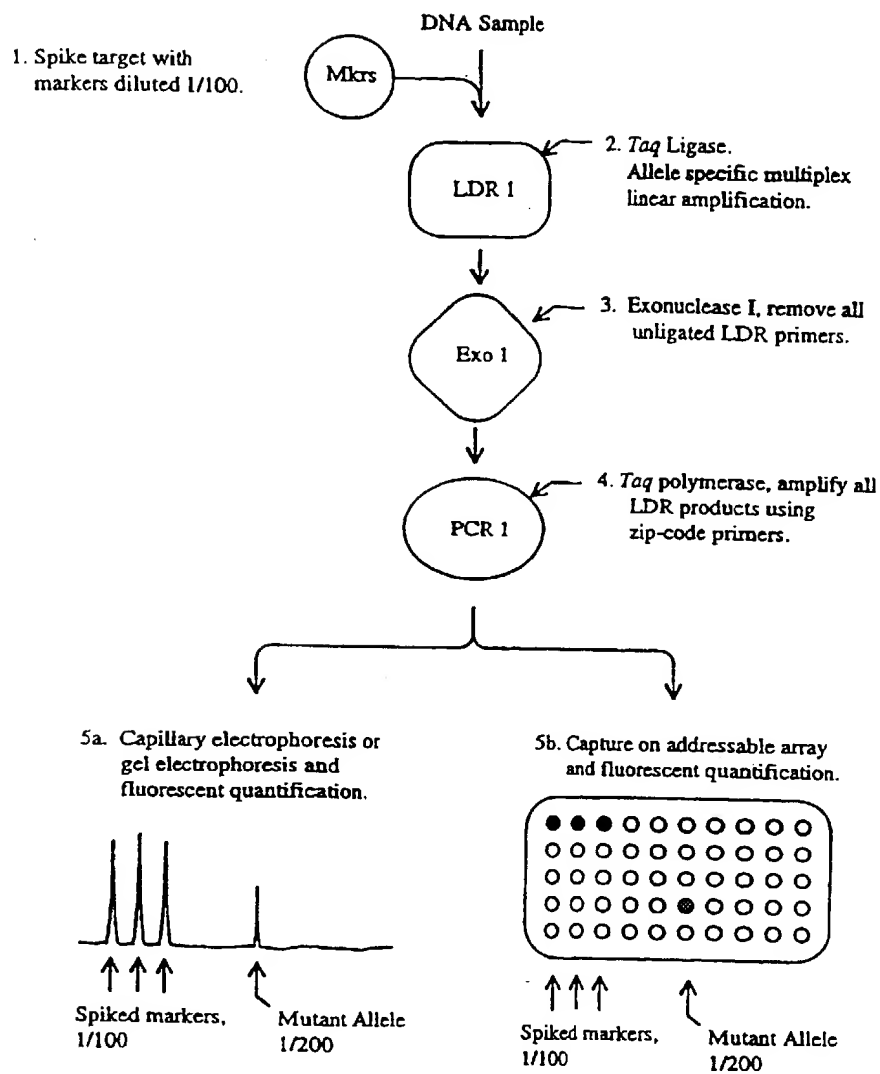 DNA Sample
1. Spike target with
markers diluted 1/100.
Mkrs
2. Taq Ligase.
Allele specific multiplex
linear amplification.
LDR 1
3. Exonuclease I, remove all
unligated LDR primers.
Exo 1
4. Taq polymerase, amplify all
LDR products using
zip-code primers.
PCR 1
5a. Capillary electrophoresis or
gel electrophoresis and
fluorescent quantification.
5b. Capture on addressable array
and fluorescent quantification.
Spiked markers,
1/100
Mutant Allele
1/200
Spiked markers,
1/100
Mutant Allele
1/200